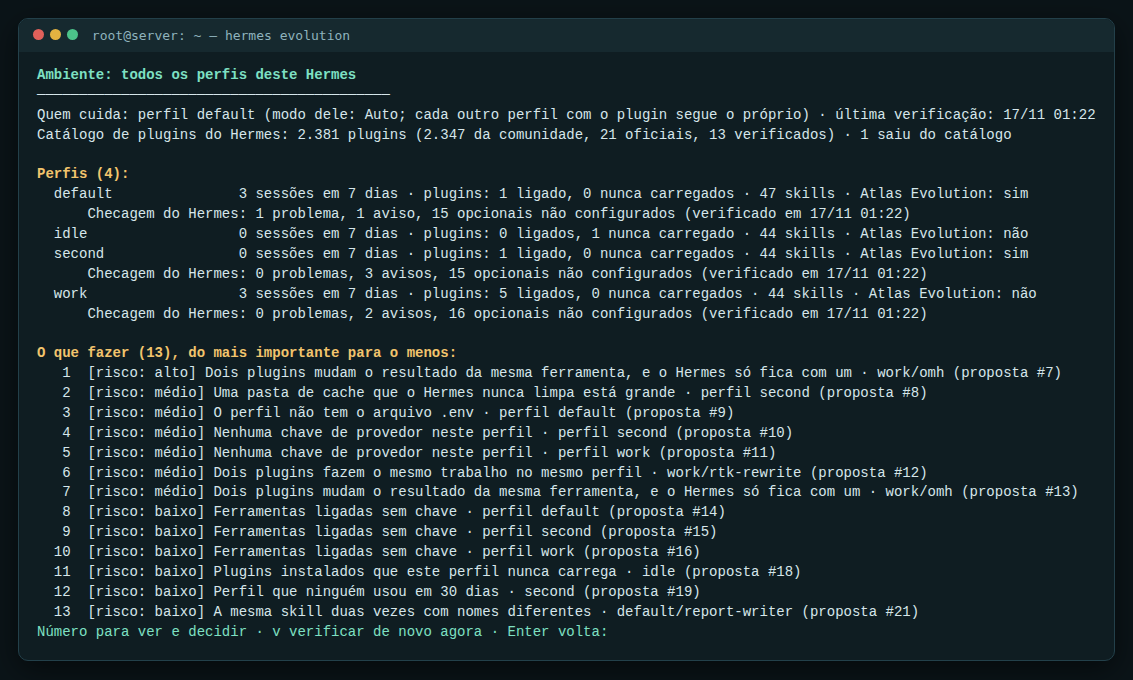 root@server: ~ — hermes evolution
Ambiente: todos os perfis deste Hermes
──────────────────────────────────────────
Quem cuida: perfil default (modo dele: Auto; cada outro perfil com o plugin segue o próprio) · última verificação: 17/11 01:22
Catálogo de plugins do Hermes: 2.381 plugins (2.347 da comunidade, 21 oficiais, 13 verificados) · 1 saiu do catálogo
Perfis (4):
default 3 sessões em 7 dias · plugins: 1 ligado, 0 nunca carregados · 47 skills · Atlas Evolution: sim
Checagem do Hermes: 1 problema, 1 aviso, 15 opcionais não configurados (verificado em 17/11 01:22)
idle 0 sessões em 7 dias · plugins: 0 ligados, 1 nunca carregado · 44 skills · Atlas Evolution: não
second 0 sessões em 7 dias · plugins: 1 ligado, 0 nunca carregados · 44 skills · Atlas Evolution: sim
Checagem do Hermes: 0 problemas, 3 avisos, 15 opcionais não configurados (verificado em 17/11 01:22)
work 3 sessões em 7 dias · plugins: 5 ligados, 0 nunca carregados · 44 skills · Atlas Evolution: não
Checagem do Hermes: 0 problemas, 2 avisos, 16 opcionais não configurados (verificado em 17/11 01:22)
O que fazer (13), do mais importante para o menos:
1 [risco: alto] Dois plugins mudam o resultado da mesma ferramenta, e o Hermes só fica com um · work/omh (proposta #7)
2 [risco: médio] Uma pasta de cache que o Hermes nunca limpa está grande · perfil second (proposta #8)
3 [risco: médio] O perfil não tem o arquivo .env · perfil default (proposta #9)
4 [risco: médio] Nenhuma chave de provedor neste perfil · perfil second (proposta #10)
5 [risco: médio] Nenhuma chave de provedor neste perfil · perfil work (proposta #11)
6 [risco: médio] Dois plugins fazem o mesmo trabalho no mesmo perfil · work/rtk-rewrite (proposta #12)
7 [risco: médio] Dois plugins mudam o resultado da mesma ferramenta, e o Hermes só fica com um · work/omh (proposta #13)
8 [risco: baixo] Ferramentas ligadas sem chave · perfil default (proposta #14)
9 [risco: baixo] Ferramentas ligadas sem chave · perfil second (proposta #15)
10 [risco: baixo] Ferramentas ligadas sem chave · perfil work (proposta #16)
11 [risco: baixo] Plugins instalados que este perfil nunca carrega · idle (proposta #18)
12 [risco: baixo] Perfil que ninguém usou em 30 dias · second (proposta #19)
13 [risco: baixo] A mesma skill duas vezes com nomes diferentes · default/report-writer (proposta #21)
Número para ver e decidir · v verificar de novo agora · Enter volta: